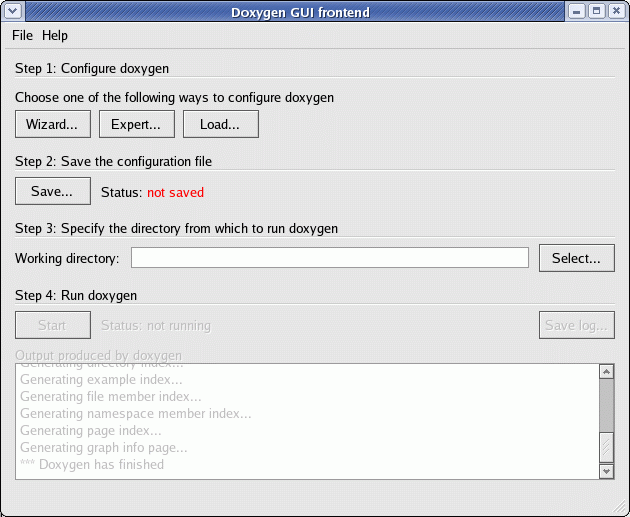 Doxygen GUI frontend
File Help
Step 1: Configure doxygen
Choose one of the following ways to configure doxygen
Wizard... Expert... Load...
Step 2: Save the configuration file
Save... Status: not saved
Step 3: Specify the directory from which to run doxygen
Working directory: Select...
Step 4: Run doxygen
Start Status: not running Save log...
Output produced by doxygen
Generating directory index...
Generating example index...
Generating file member index...
Generating namespace member index...
Generating page index...
Generating graph info page...
*** Doxygen has finished